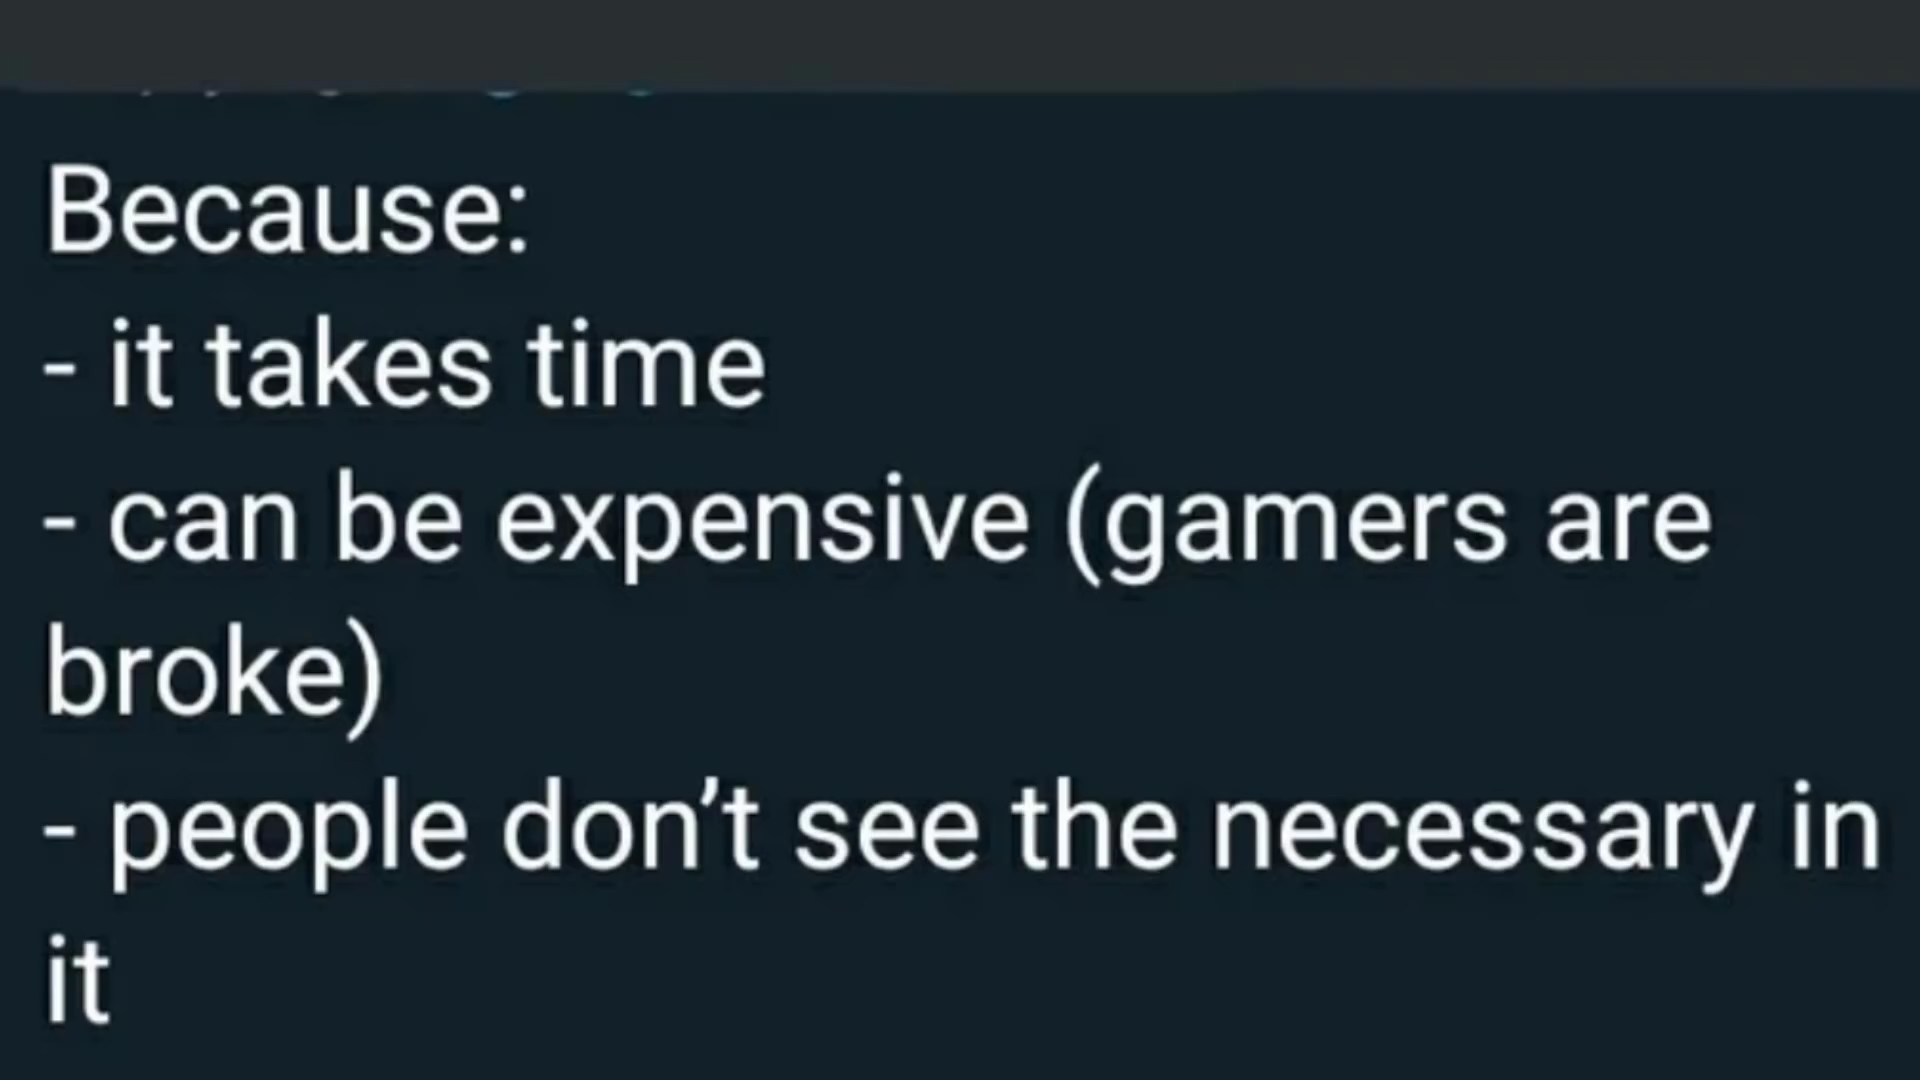 Because:
- it takes time
- can be expensive (gamers are
broke)
- people don’t see the necessary in
it